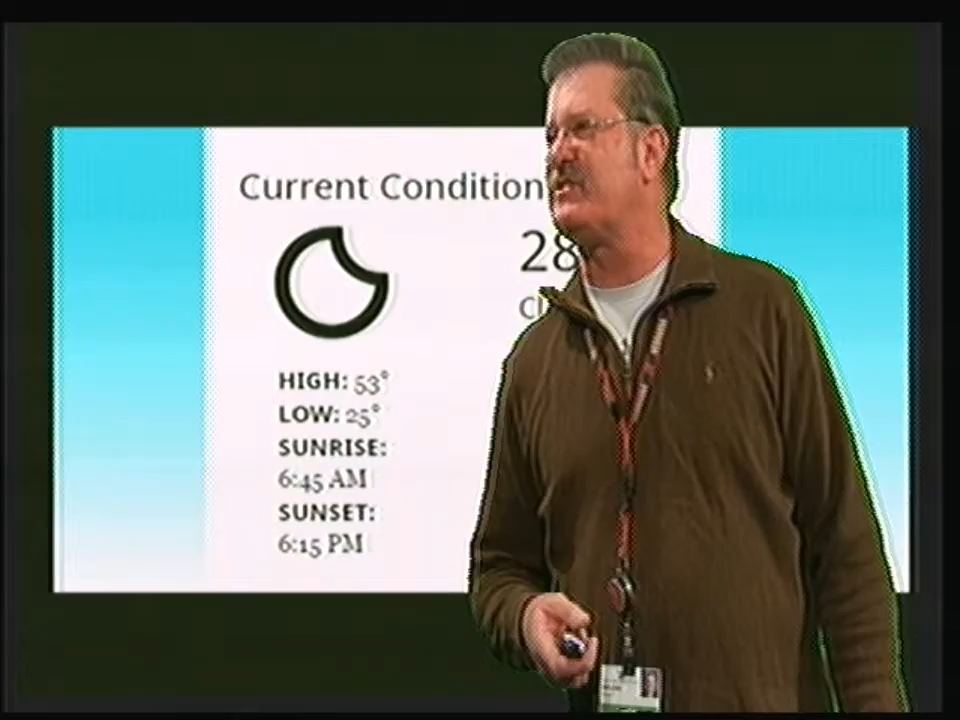 Current Condition
28
HIGH: 53°
LOW: 25°
SUNRISE:
6:45 AM
SUNSET:
6:15 PM